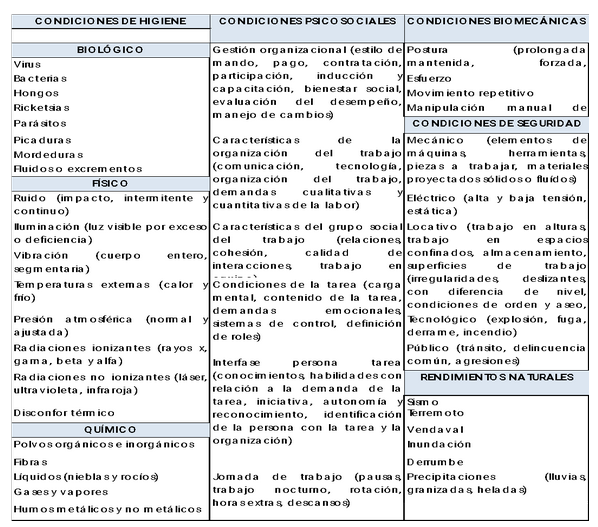 CONDICIONES DE HIGIENE
BIOLÓGICO
Virus
Bacterias
Hongos
Ricketsias
Parásitos
Picaduras
Mordeduras
Fluidos o excrementos
FÍSICO
Ruido (impacto, intermitente y
continuo)
Iluminación (luz visible por exceso
o deficiencia)
Vibración (cuerpo entero,
segmentaria)
Temperaturas externas (calor y
frío)
Presión atmosférica (normal y
ajustada)
Radiaciones ionizantes (rayos x,
gama, beta y alfa)
Radiaciones no ionizantes (láser,
ultravioleta, infraroja)
Disconfor térmico
QUÍMICO
Polvos orgánicos e inorgánicos
Fibras
Líquidos (nieblas y rocíos)
Gases y vapores
Humos metálicos y no metálicos
CONDICIONES PSICOSOCIALES
Gestión organizacional (estilo de
mando, pago, contratación,
participación, inducción y
capacitación, bienestar social,
evaluación del desempeño,
manejo de cambios)
Características de la
organización del trabajo
(comunicación, tecnología,
organización del trabajo,
demandas cualitativas y
cuantitativas de la labor)
Características del grupo social
del trabajo (relaciones,
cohesión, calidad de
interacciones, trabajo en
Condiciones de la tarea (carga
mental, contenido de la tarea,
demandas emocionales,
sistemas de control, definición
de roles)
Interfase persona tarea
(conocimientos, habilidades con
relación a la demanda de la
tarea, iniciativa, autonomía y
reconocimiento, identificación
de la persona con la tarea y la
organización)
Jornada de trabajo (pausas,
trabajo nocturno, rotación,
horas extras, descansos)
CONDICIONES BIOMECÁNICAS
Postura (prolongada
mantenida, forzada,
Esfuerzo
Movimiento repetitivo
Manipulación manual de
CONDICIONES DE SEGURIDAD
Mecánico (elementos de
máquinas, herramientas,
piezas a trabajar, materiales
proyectados sólidos o fluídos)
Eléctrico (alta y baja tensión,
estática)
Locativo (trabajo en alturas,
trabajo en espacios
confinados, almacenamiento,
superficies de trabajo
(irregularidades, deslizantes,
con diferencia de nivel,
condiciones de orden y aseo,
Tecnológico (explosión, fuga,
derrame, incendio)
Público (tránsito, delincuencia
común, agresiones)
RENDIMIENTOS NATURALES
Sismo
Terremoto
Vendaval
Inundación
Derrumbe
Precipitaciones (lluvias,
granizadas, heladas)